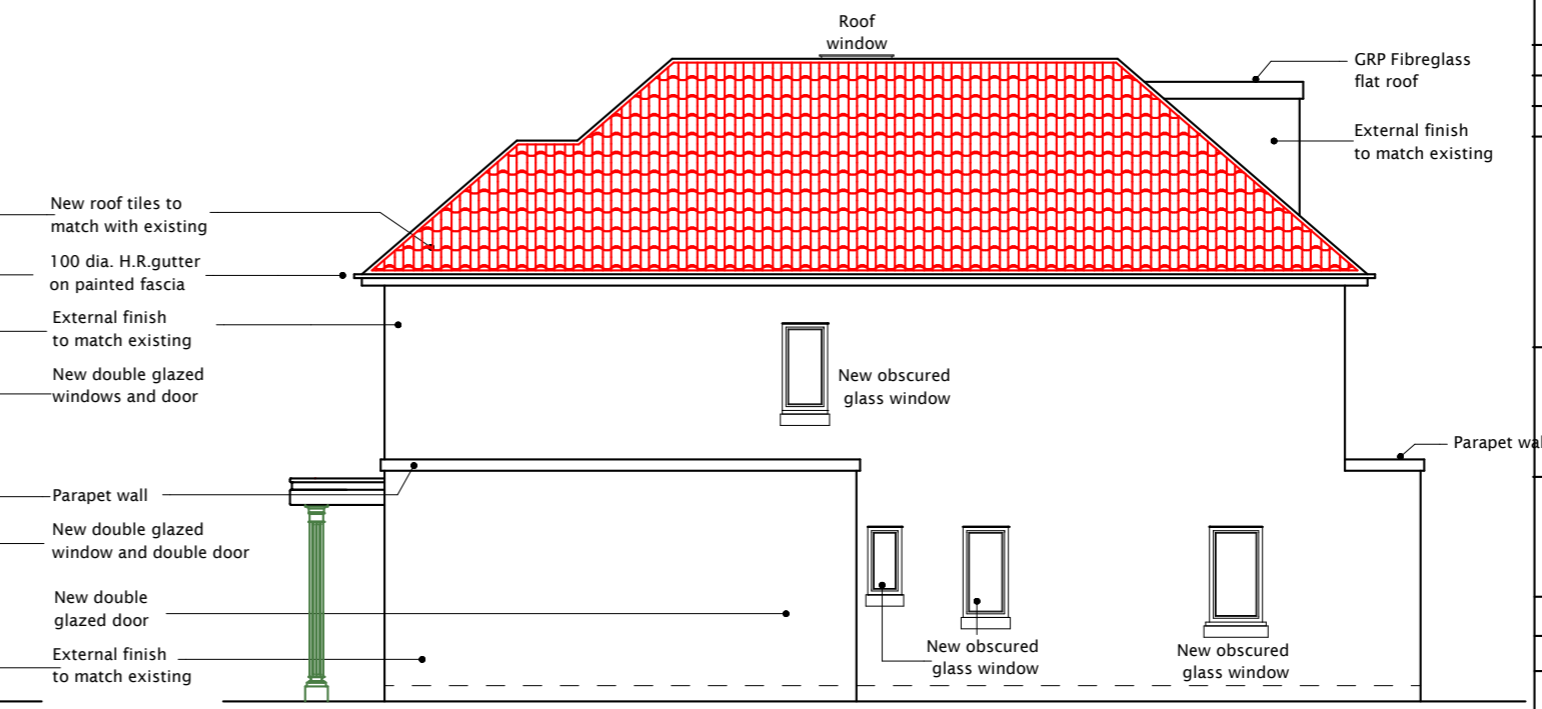 Roof
window
GRP Fibreglass
flat roof
External finish
to match existing
New roof tiles to
match with existing
100 dia. H.R.gutter
on painted fascia
External finish
to match existing
New double glazed
windows and door
New obscured
glass window
Parapet wal
Parapet wall
New double glazed
window and double door
New double
glazed door
External finish
to match existing
New obscured
glass window
New obscured
glass window